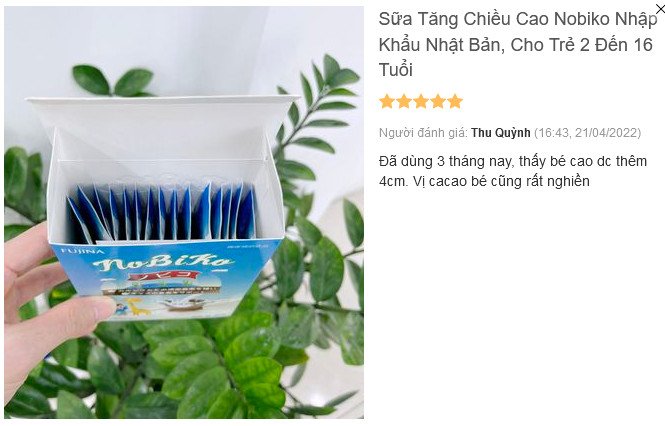 Sữa Tăng Chiều Cao Nobiko Nhập
Khẩu Nhật Bản, Cho Trẻ 2 Đến 16
Tuổi
Người đánh giá: Thu Quỳnh (16:43, 21/04/2022)
Đã dùng 3 tháng nay, thấy bé cao dc thêm
4cm. Vị cacao bé cũng rất nghiền
FUJINA
NoBiKo